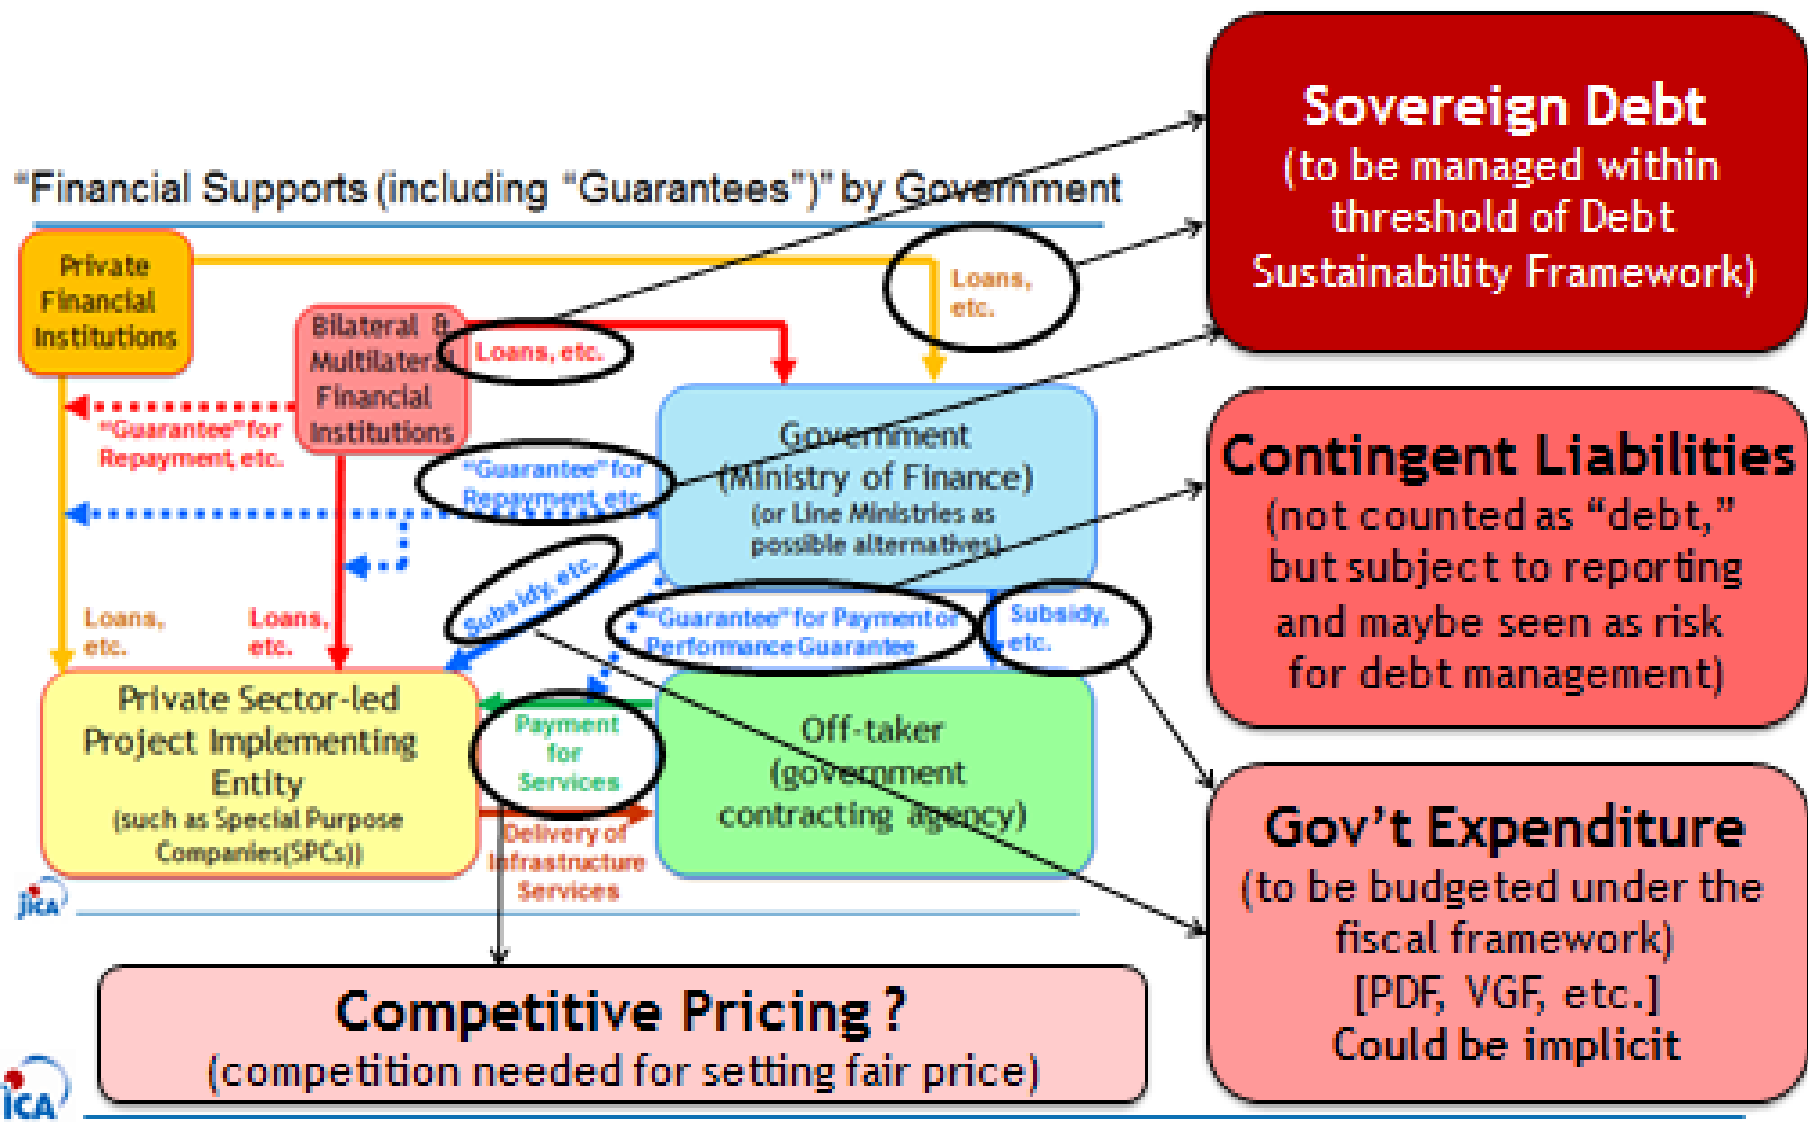 "Financial Supports (including "Guarantees")" by Government
Private
Financial
Institutions
Bilateral &
Multilateral
Financial
Institutions
Loans, etc.
Loans,
etc.
"Guarantee" for
Repayment, etc.
"Guarantee" for
Repayment, etc.
Government
(Ministry of Finance)
(or Line Ministries as
possible alternatives)
Subsidy, etc.
"Guarantee" for Payment or
Performance Guarantee
Subsidy,
etc.
Loans,
etc.
Loans,
etc.
Private Sector-led
Project Implementing
Entity
(such as Special Purpose
Companies(SPCs))
Payment
for
Services
Delivery of
Infrastructure
Services
Off-taker
(government
contracting agency)
jICA
Sovereign Debt
(to be managed within
threshold of Debt
Sustainability Framework)
Contingent Liabilities
(not counted as "debt,"
but subject to reporting
and maybe seen as risk
for debt management)
Gov't Expenditure
(to be budgeted under the
fiscal framework)
[PDF, VGF, etc.]
Could be implicit
Competitive Pricing ?
(competition needed for setting fair price)
jICA